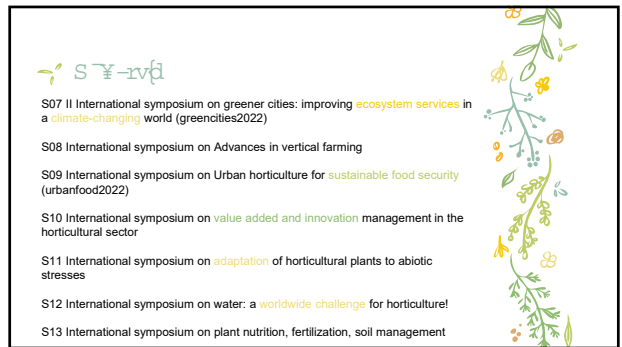 S07 II International symposium on greener cities: improving ecosystem services in
a climate-changing world (greencities2022)
S08 International symposium on Advances in vertical farming
S09 International symposium on Urban horticulture for sustainable food security
(urbanfood2022)
S10 International symposium on value added and innovation management in the
horticultural sector
S11 International symposium on adaptation of horticultural plants to abiotic
stresses
S12 International symposium on water: a worldwide challenge for horticulture!
S13 International symposium on plant nutrition, fertilization, soil management